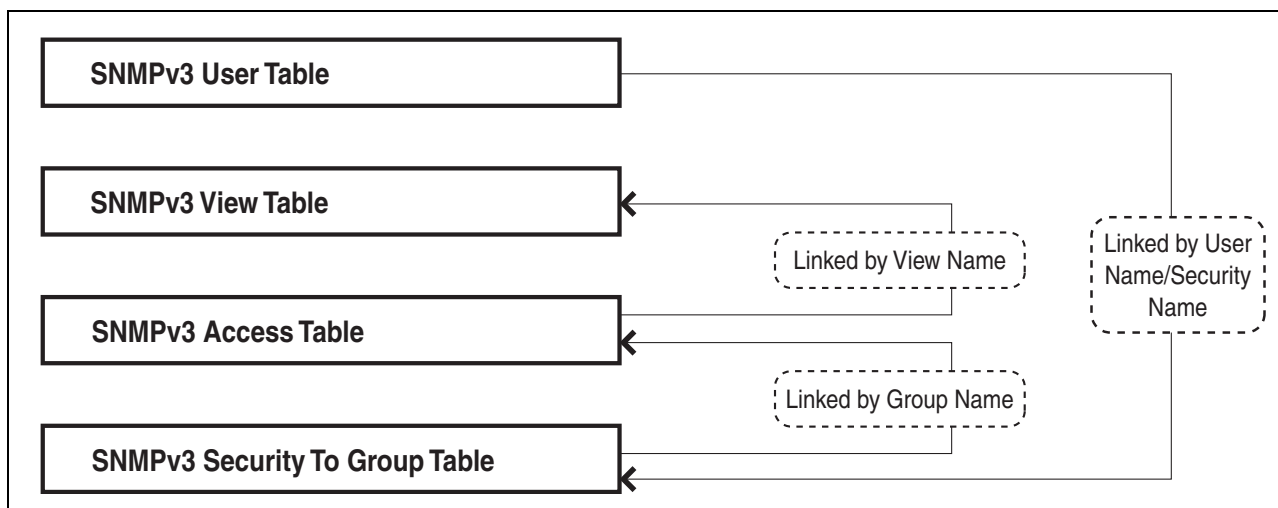 SNMPv3 User Table
SNMPv3 View Table
Linked by View Name
Linked by User
Name/Security
Name
SNMPv3 Access Table
Linked by Group Name
SNMPv3 Security To Group Table